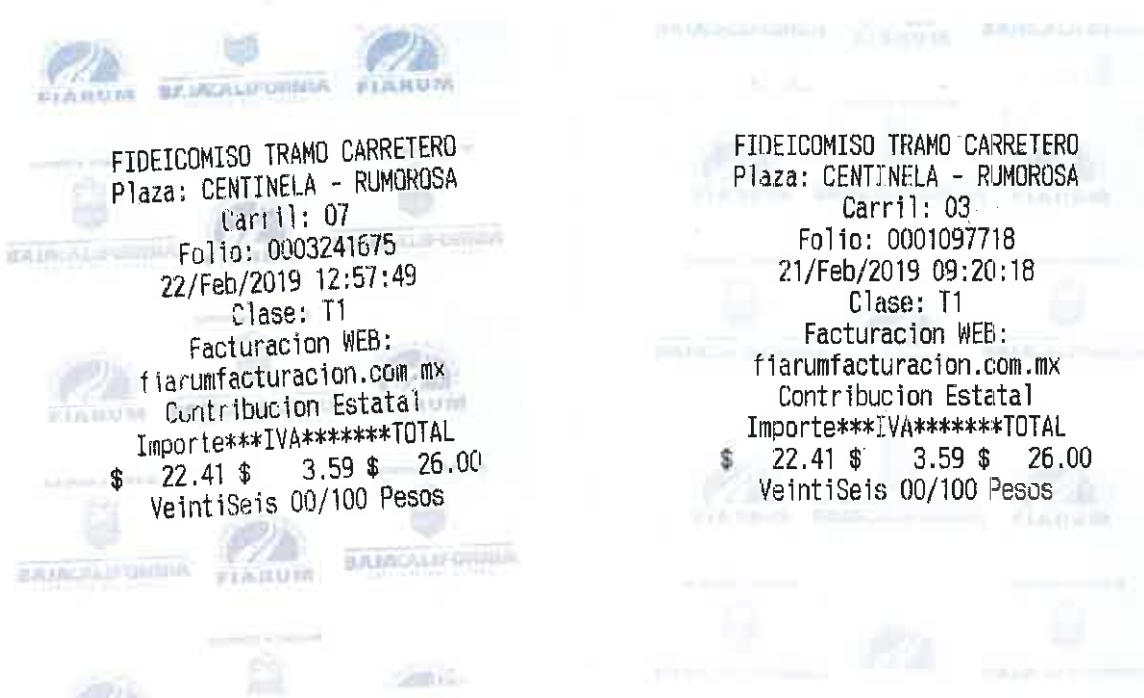 FIARUM BAJACALIFORNIA FIARUM
FIDEICOMISO TRAMO CARRETERO
Plaza: CENTINELA - RUMOROSA
Carril: 07
Folio: 0003241675
22/Feb/2019 12:57:49
Clase: T1
Facturacion WEB:
fiarumfacturacion.com.mx
Contribucion Estatal
Importe***IVA*******TOTAL
$ 22.41 $ 3.59 $ 26.00
VeintiSeis 00/100 Pesos
BAJACALIFORNIA FIARUM BAJACALIFORNIA
FIDEICOMISO TRAMO CARRETERO
Plaza: CENTINELA - RUMOROSA
Carril: 03
Folio: 0001097718
21/Feb/2019 09:20:18
Clase: T1
Facturacion WEB:
fiarumfacturacion.com.mx
Contribucion Estatal
Importe***IVA*******TOTAL
$ 22.41 $ 3.59 $ 26.00
VeintiSeis 00/100 Pesos